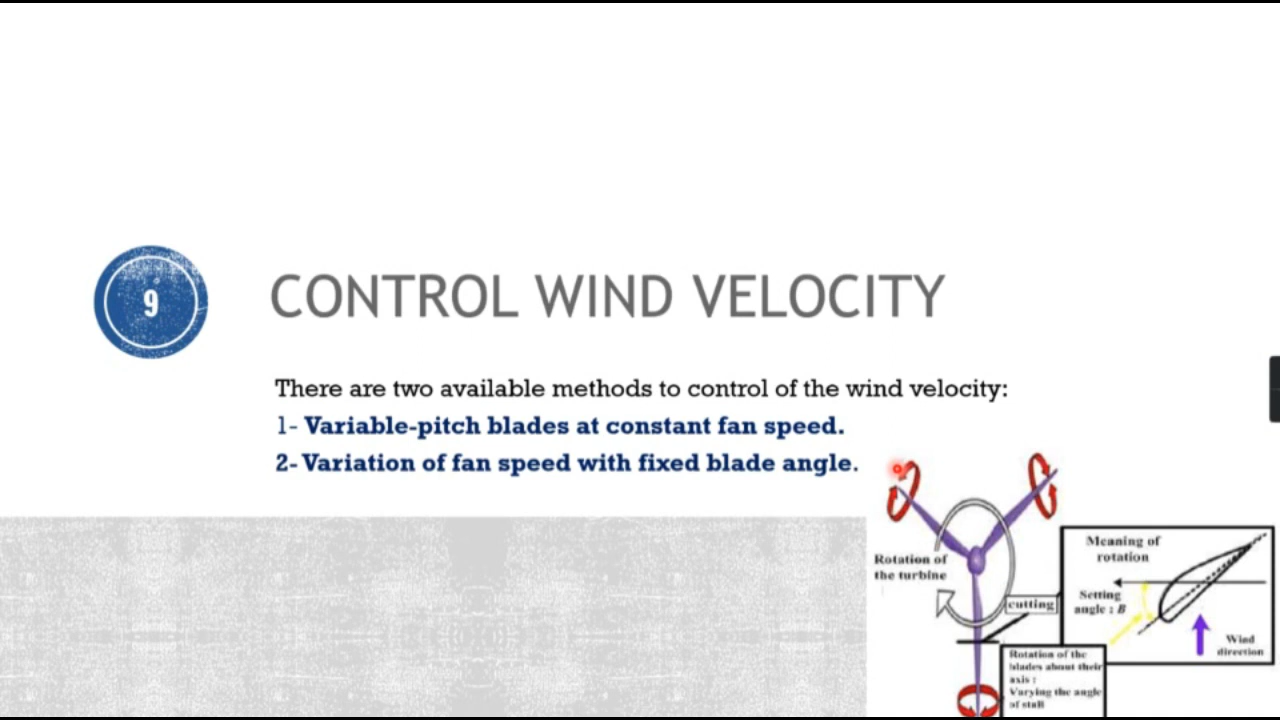 9
CONTROL WIND VELOCITY
There are two available methods to control of the wind velocity:
1- Variable-pitch blades at constant fan speed.
2- Variation of fan speed with fixed blade angle.
Rotation of
the turbine
cutting
Meaning of
rotation
Setting
angle : B
Wind
direction
Rotation of the
blades about their
axis :
Varying the angle
of stall